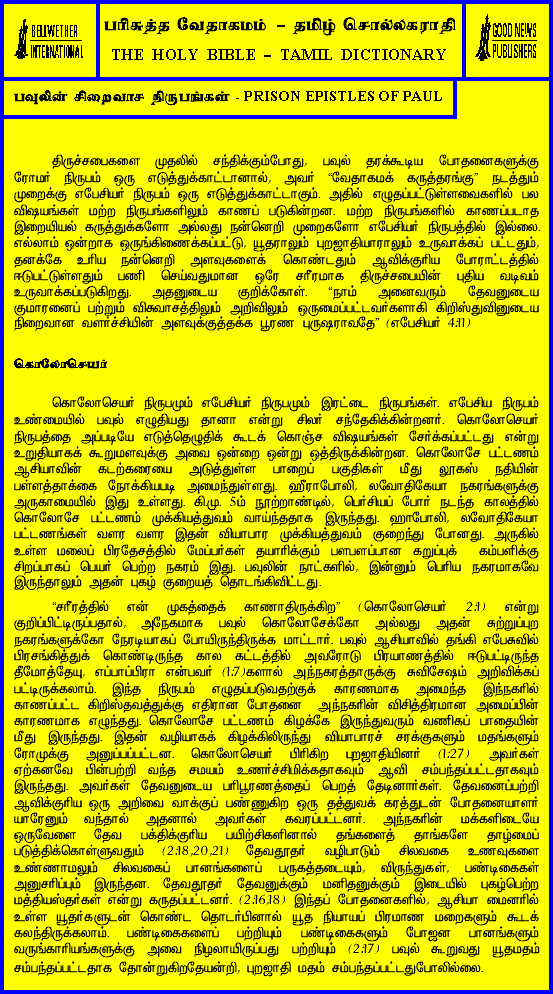 BELLWETHER
INTERNATIONAL
பரிசுத்த வேதாகமம் – தமிழ் சொல்லகராதி
THE HOLY BIBLE – TAMIL DICTIONARY
GOOD NEWS
PUBLISHERS
பவுலின் சிறைவாச நிருபங்கள் - PRISON EPISTLES OF PAUL
திருச்சபைகளை முதலில் சந்திக்கும்போது, பவுல் தரக்கூடிய போதனைகளுக்கு
ரோமர் நிருபம் ஒரு எடுத்துக்காட்டானால், அவர் “வேதாகமக் கருத்தரங்கு” நடத்தும்
முறைக்கு எபேசியர் நிருபம் ஒரு எடுத்துக்காட்டாகும். அதில் எழுதப்பட்டுள்ளவைகளில் பல
விஷயங்கள் மற்ற நிருபங்களிலும் காணப் படுகின்றன. மற்ற நிருபங்களில் காணப்படாத
இறையியல் கருத்துக்களோ அல்லது நன்னெறி முறைகளோ எபேசியர் நிருபத்தில் இல்லை.
எல்லாம் ஒன்றாக ஒருங்கிணைக்கப்பட்டு, யூதராலும் புறஜாதியாராலும் உருவாக்கப் பட்டதும்,
தனக்கே உரிய நன்னெறி அளவுகளைக் கொண்டதும் ஆவிக்குரிய போராட்டத்தில்
ஈடுபட்டுள்ளதும் பணி செய்வதுமான ஒரே சரீரமாக திருச்சபையின் புதிய வடிவம்
உருவாக்கப்படுகிறது. அதனுடைய குறிக்கோள். “நாம் அனைவரும் தேவனுடைய
குமாரனைப் பற்றும் விசுவாசத்திலும் அறிவிலும் ஒருமைப்பட்டவர்களாகி கிறிஸ்துவினுடைய
நிறைவான வளர்ச்சியின் அளவுக்குத்தக்க பூரண புருஷராவதே” (எபேசியர் 4:11)
கொலோசெயர்
கொலோசெயர் நிருபமும் எபேசியர் நிருபமும் இரட்டை நிருபங்கள். எபேசிய நிருபம்
உண்மையில் பவுல் எழுதியது தானா என்று சிலர் சந்தேகிக்கின்றனர். கொலோசெயர்
நிருபத்தை அப்படியே எடுத்தெழுதிக் கூடக் கொஞ்ச விஷயங்கள் சேர்க்கப்பட்டது என்று
உறுதியாகக் கூறுமளவுக்கு அவை ஒன்றை ஒன்று ஒத்திருக்கின்றன. கொலோசே பட்டணம்
ஆசியாவின் கடற்கரையை அடுத்துள்ள பாறைப் பகுதிகள் மீது லூகஸ் நதியின்
பள்ளத்தாக்கை நோக்கியபடி அமைந்துள்ளது. ஹீராபோலி, லவோதிகேயா நகரங்களுக்கு
அருகாமையில் இது உள்ளது. கி.மு. 5ம் நூற்றாண்டில், பெர்சியப் போர் நடந்த காலத்தில்
கொலோசே பட்டணம் முக்கியத்துவம் வாய்ந்ததாக இருந்தது. ஹாபோலி, லவோதிகேயா
பட்டணங்கள் வளர வளர இதன் வியாபார முக்கியத்துவம் குறைந்து போனது. அருகில்
உள்ள மலைப் பிரதேசத்தில் மேய்ப்பர்கள் தயாரிக்கும் பளபளப்பான கறுப்புக் கம்பளிக்கு
சிறப்பாகப் பெயர் பெற்ற நகரம் இது. பவுலின் நாட்களில், இன்னும் பெரிய நகரமாகவே
இருந்தாலும் அதன் புகழ் குறையத் தொடங்கிவிட்டது.
“சரீரத்தில் என் முகத்தைக் காணாதிருக்கிற” (கொலோசெயர் 2:1) என்று
குறிப்பிட்டிருப்பதால், அநேகமாக பவுல் கொலோசெக்கோ அல்லது அதன் சுற்றுப்புற
நகரங்களுக்கோ நேரடியாகப் போயிருந்திருக்க மாட்டார். பவுல் ஆசியாவில் தங்கி எபேசுவில்
பிரசங்கித்துக் கொண்டிருந்த கால கட்டத்தில் அவரோடு பிரயாணத்தில் ஈடுபட்டிருந்த
தீமோத்தேயு, எப்பாப்பிரா என்பவர் (1:7)களால் அந்நகரத்தாருக்கு சுவிசேஷம் அறிவிக்கப்
பட்டிருக்கலாம். இந்த நிருபம் எழுதப்படுவதற்குக் காரணமாக அமைந்த இந்நகரில்
காணப்பட்ட கிறிஸ்தவத்துக்கு எதிரான போதனை அந்நகரின் விசித்திரமான அமைப்பின்
காரணமாக எழுந்தது. கொலோசே பட்டணம் கிழக்கே இருந்துவரும் வணிகப் பாதையின்
மீது இருந்தது. இதன் வழியாகக் கிழக்கிலிருந்து வியாபாரச் சரக்குகளும் மதங்களும்
ரோமுக்கு அனுப்பப்பட்டன. கொலோசெயர் பிரிகிற புறஜாதியினர் (1:27) அவர்கள்
ஏற்கனவே பின்பற்றி வந்த சமயம் உணர்ச்சிமிக்கதாகவும் ஆவி சம்பந்தப்பட்டதாகவும்
இருந்தது. அவர்கள் தேவனுடைய பரிபூரணத்தைப் பெறத் தேடினார்கள். தேவனைப்பற்றி
ஆவிக்குரிய ஒரு அறிவை வாக்குப் பண்ணுகிற ஒரு தத்துவக் கரத்துடன் போதனையாளர்
யாரேனும் வந்தால் அதனால் அவர்கள் கவரப்பட்டனர். அந்நகரின் மக்களிடையே
ஒருவேளை தேவ பக்திக்குரிய பயிற்சிகளினால் தங்களைத் தாங்களே தாழ்மைப்
படுத்திக்கொள்ளுவதும் (2:18,20,21) தேவதூதர் வழிபாடும் சிலவகை உணவுகளை
உண்ணாமலும் சிலவகைப் பானங்களைப் பருகத்தடையும், விருந்துகள், பண்டிகைகள்
அனுசரிப்பும் இருந்தன. தேவதூதர் தேவனுக்கும் மனிதனுக்கும் இடையில் புகழ்பெற்ற
மத்தியஸ்தர்கள் என்று கருதப்பட்டனர். (2:16,18) இந்தப் போதனைகளில், ஆசியா மைனரில்
உள்ள யூதர்களுடன் கொண்ட தொடர்பினால் யூத நியாயப் பிரமாண மறைகளும் கூடக்
கலந்திருக்கலாம். பண்டிகைகளைப் பற்றியும் பண்டிகைகளும் போஜன பானங்களும்
வருங்காரியங்களுக்கு அவை நிழலாயிருப்பது பற்றியும் (2:17) பவுல் கூறுவது யூதமதம்
சம்பந்தப்பட்டதாக தோன்றுகிறதேயன்றி, புறஜாதி மதம் சம்பந்தப்பட்டதுபோலில்லை.